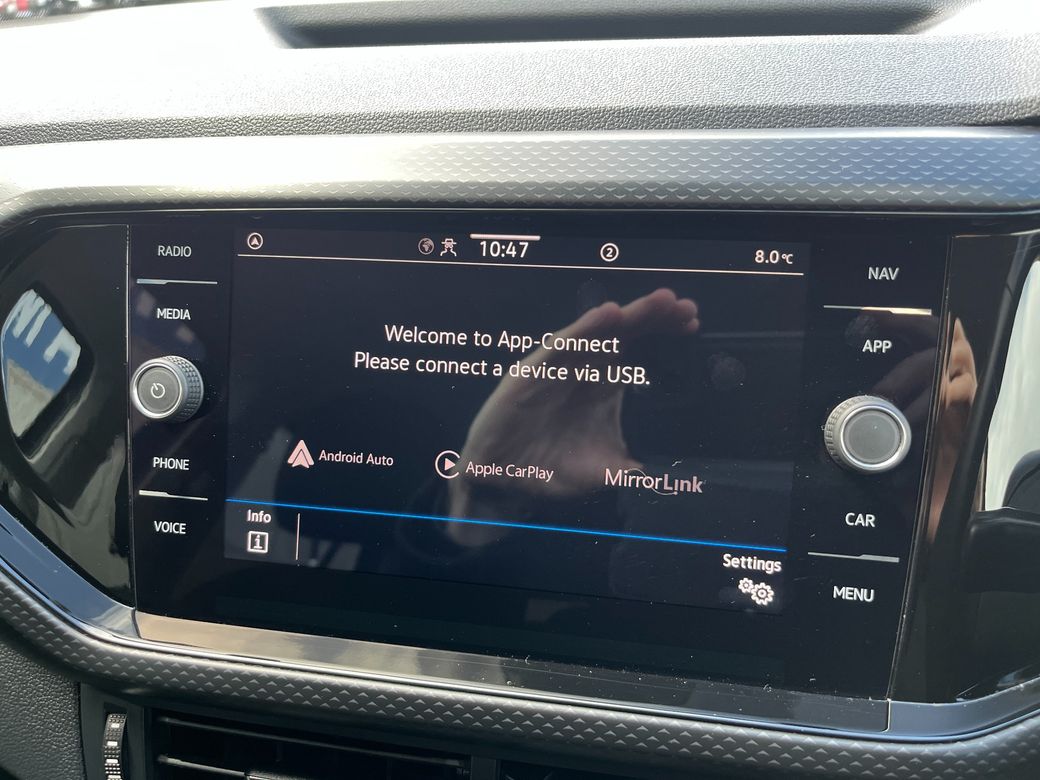 RADIO
MEDIA
PHONE
VOICE
10:47
2
8.0°C
Welcome to App-Connect
Please connect a device via USB.
Android Auto
Apple CarPlay
MirrorLink
Info
i
Settings
NAV
APP
CAR
MENU